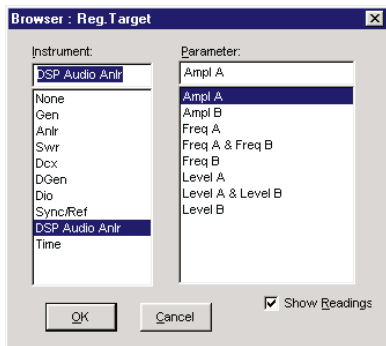 Browser : Reg.Target
Instrument:
DSP Audio Anlr
None
Gen
Anlr
Swr
Dcx
DGen
Dio
Sync/Ref
DSP Audio Anlr
Time
Parameter:
Ampl A
Ampl A
Ampl B
Freq A
Freq A & Freq B
Freq B
Level A
Level A & Level B
Level B
Show Readings
OK
Cancel